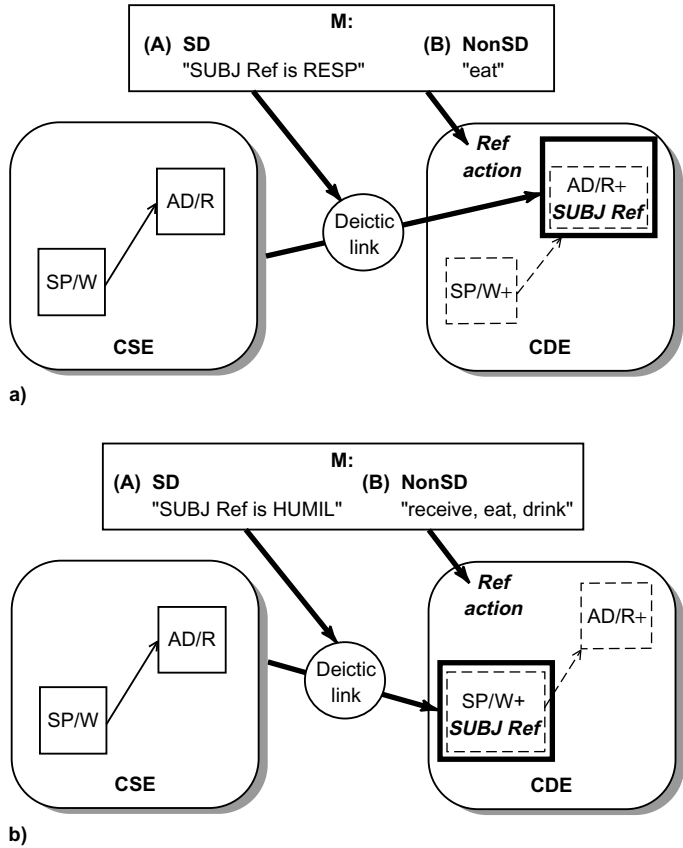 M:
(A) SD (B) NonSD
"SUBJ Ref is RESP" "eat"
Ref
action
AD/R
AD/R+
SUBJ Ref
Deictic
link
SP/W
SP/W+
CSE
CDE
a)
M:
(A) SD (B) NonSD
"SUBJ Ref is HUMIL" "receive, eat, drink"
Ref
action
AD/R+
AD/R
Deictic
link
SP/W
SP/W+
SUBJ Ref
CSE
CDE
b)